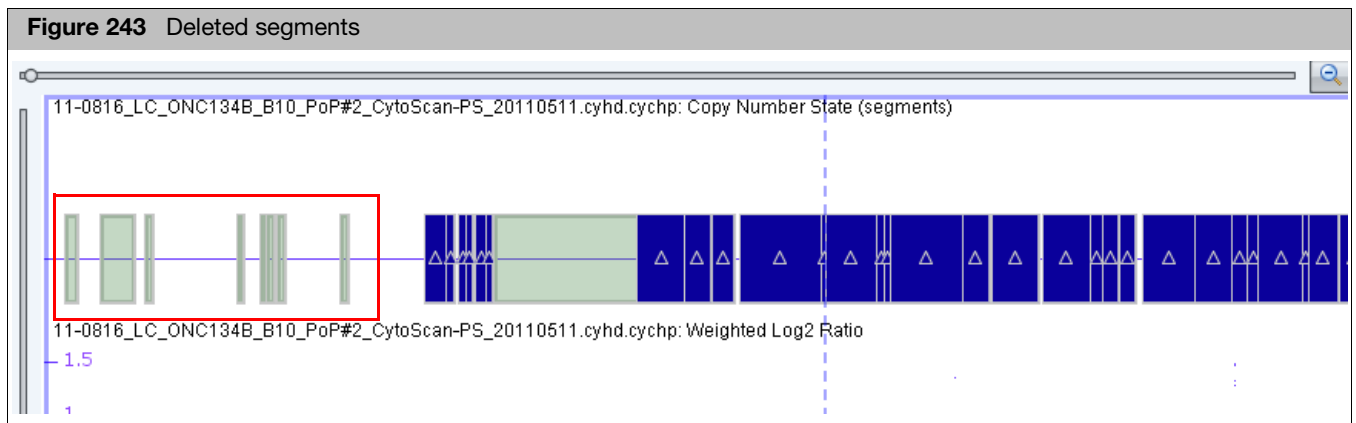 Figure 243 Deleted segments
11-0816_LC_ONC134B_B10_PoP#2_CytoScan-PS_20110511.cyhd.cychp: Copy Number State (segments)
11-0816_LC_ONC134B_B10_PoP#2_CytoScan-PS_20110511.cyhd.cychp: Weighted Log2 Ratio
1.5
1